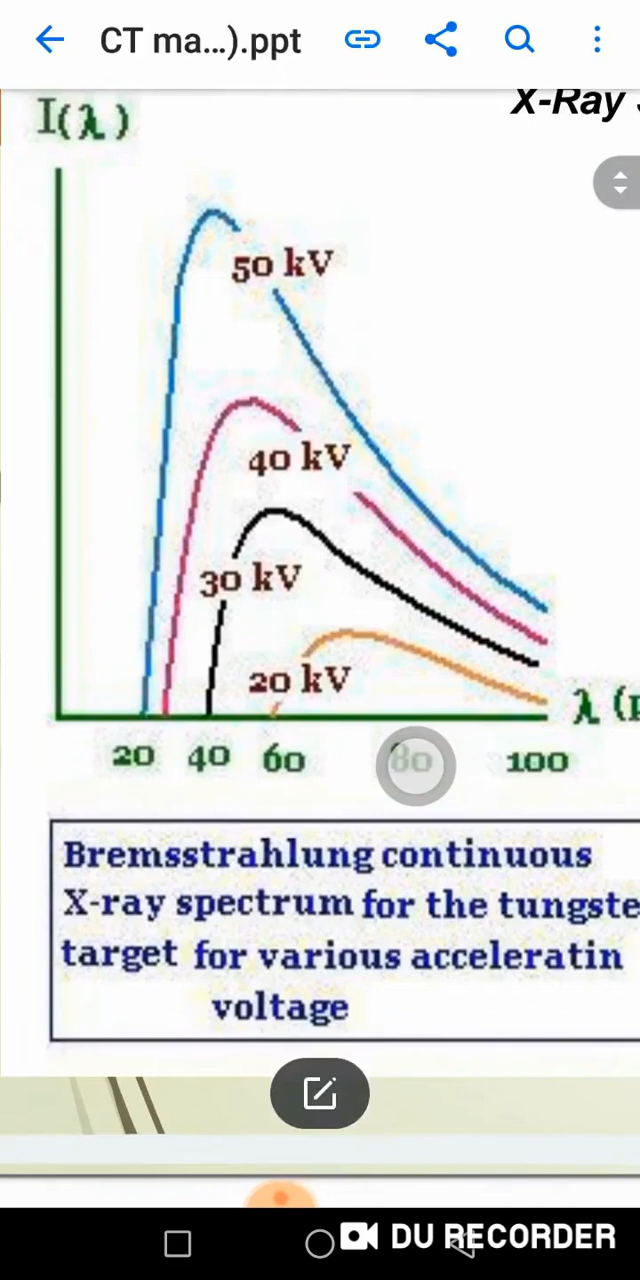 CT ma...).ppt
X-Ray
I(λ)
50 kV
40 kV
30 kV
20 kV
λ
20 40 60 80 100
Bremsstrahlung continuous
X-ray spectrum for the tungste
target for various acceleratin
voltage
DU RECORDER